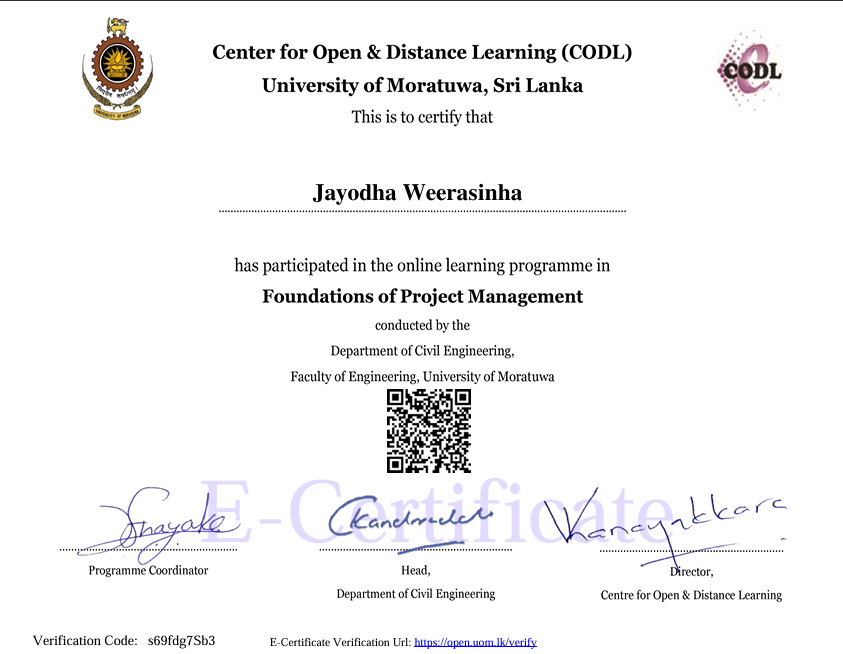 Center for Open & Distance Learning (CODL)
University of Moratuwa, Sri Lanka
CODL
UNIVERSITY OF MORATUWA
This is to certify that
Jayodha Weerasinha
has participated in the online learning programme in
Foundations of Project Management
conducted by the
Department of Civil Engineering,
Faculty of Engineering, University of Moratuwa
E-Certificate
Programme Coordinator
Head,
Department of Civil Engineering
Director,
Centre for Open & Distance Learning
Verification Code: s69fdg7Sb3
E-Certificate Verification Url: https://open.uom.lk/verify